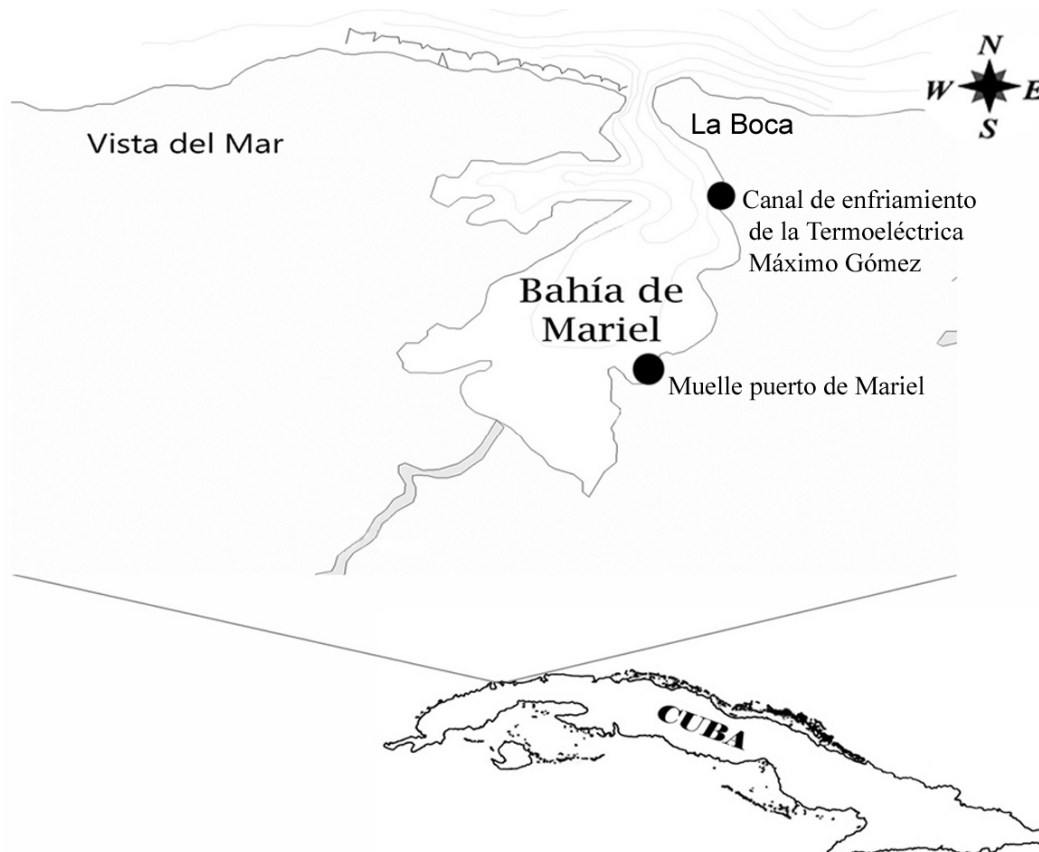 N
W E
S
La Boca
Vista del Mar
Canal de enfriamiento
de la Termoeléctrica
Máximo Gómez
Bahía de
Mariel
Muelle puerto de Mariel
CUBA